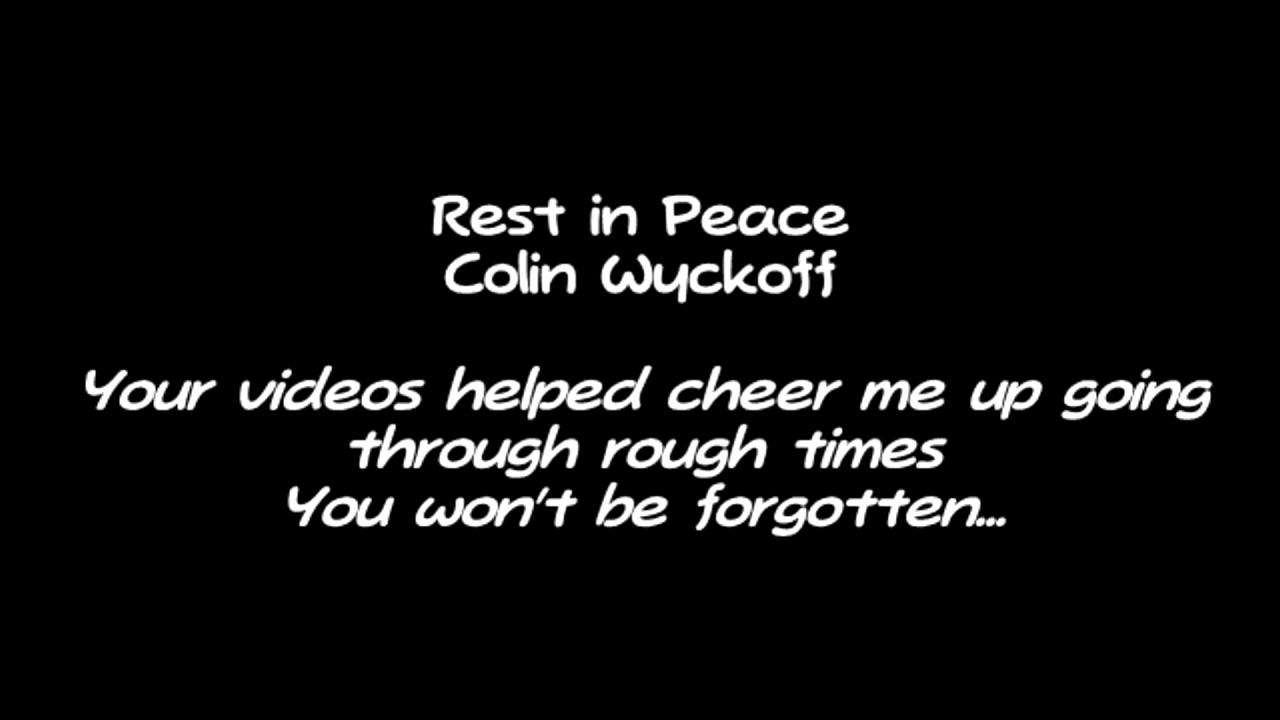 Rest in Peace
Colin Wyckoff
Your videos helped cheer me up going
through rough times
You won't be forgotten...